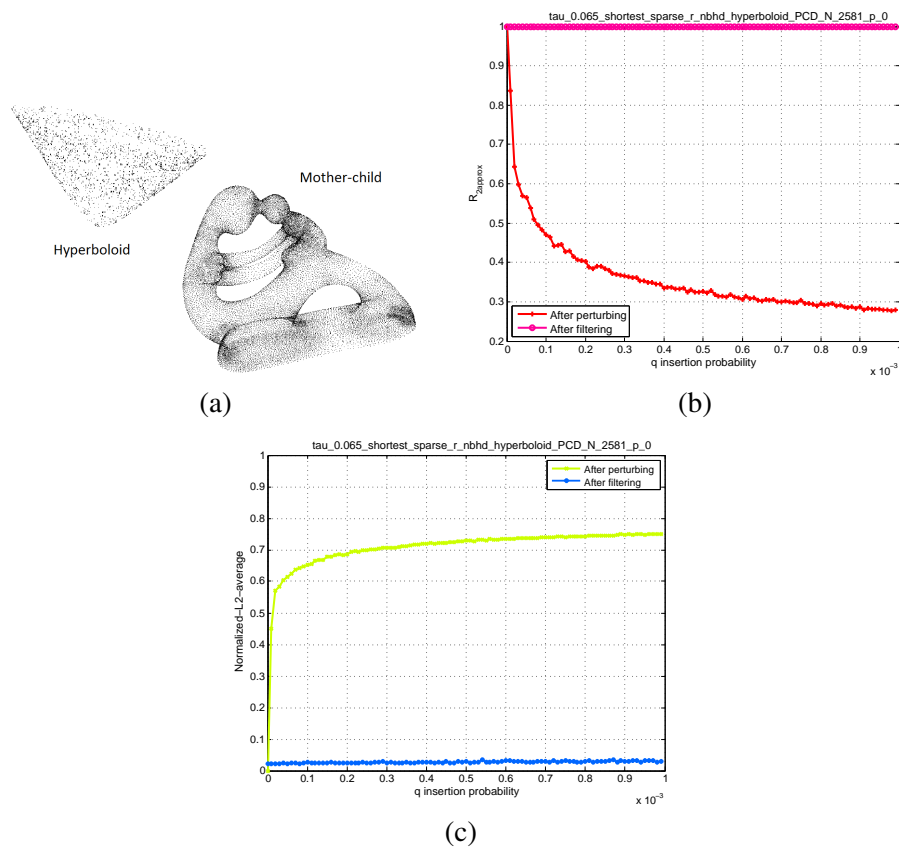 Hyperboloid
Mother-child
(a)
tau_0.065_shortest_sparse_r_nbhd_hyperboloid_PCD_N_2581_p_0
1
0.9
0.8
0.7
0.6
0.5
0.4
0.3
0.2
R2approx
After perturbing
After filtering
0 0.1 0.2 0.3 0.4 0.5 0.6 0.7 0.8 0.9
x 10-3
q insertion probability
(b)
tau_0.065_shortest_sparse_r_nbhd_hyperboloid_PCD_N_2581_p_0
1
0.9
0.8
0.7
0.6
0.5
0.4
0.3
0.2
0.1
0
Normalized-L2-average
After perturbing
After filtering
0 0.1 0.2 0.3 0.4 0.5 0.6 0.7 0.8 0.9 1
x 10-3
q insertion probability
(c)